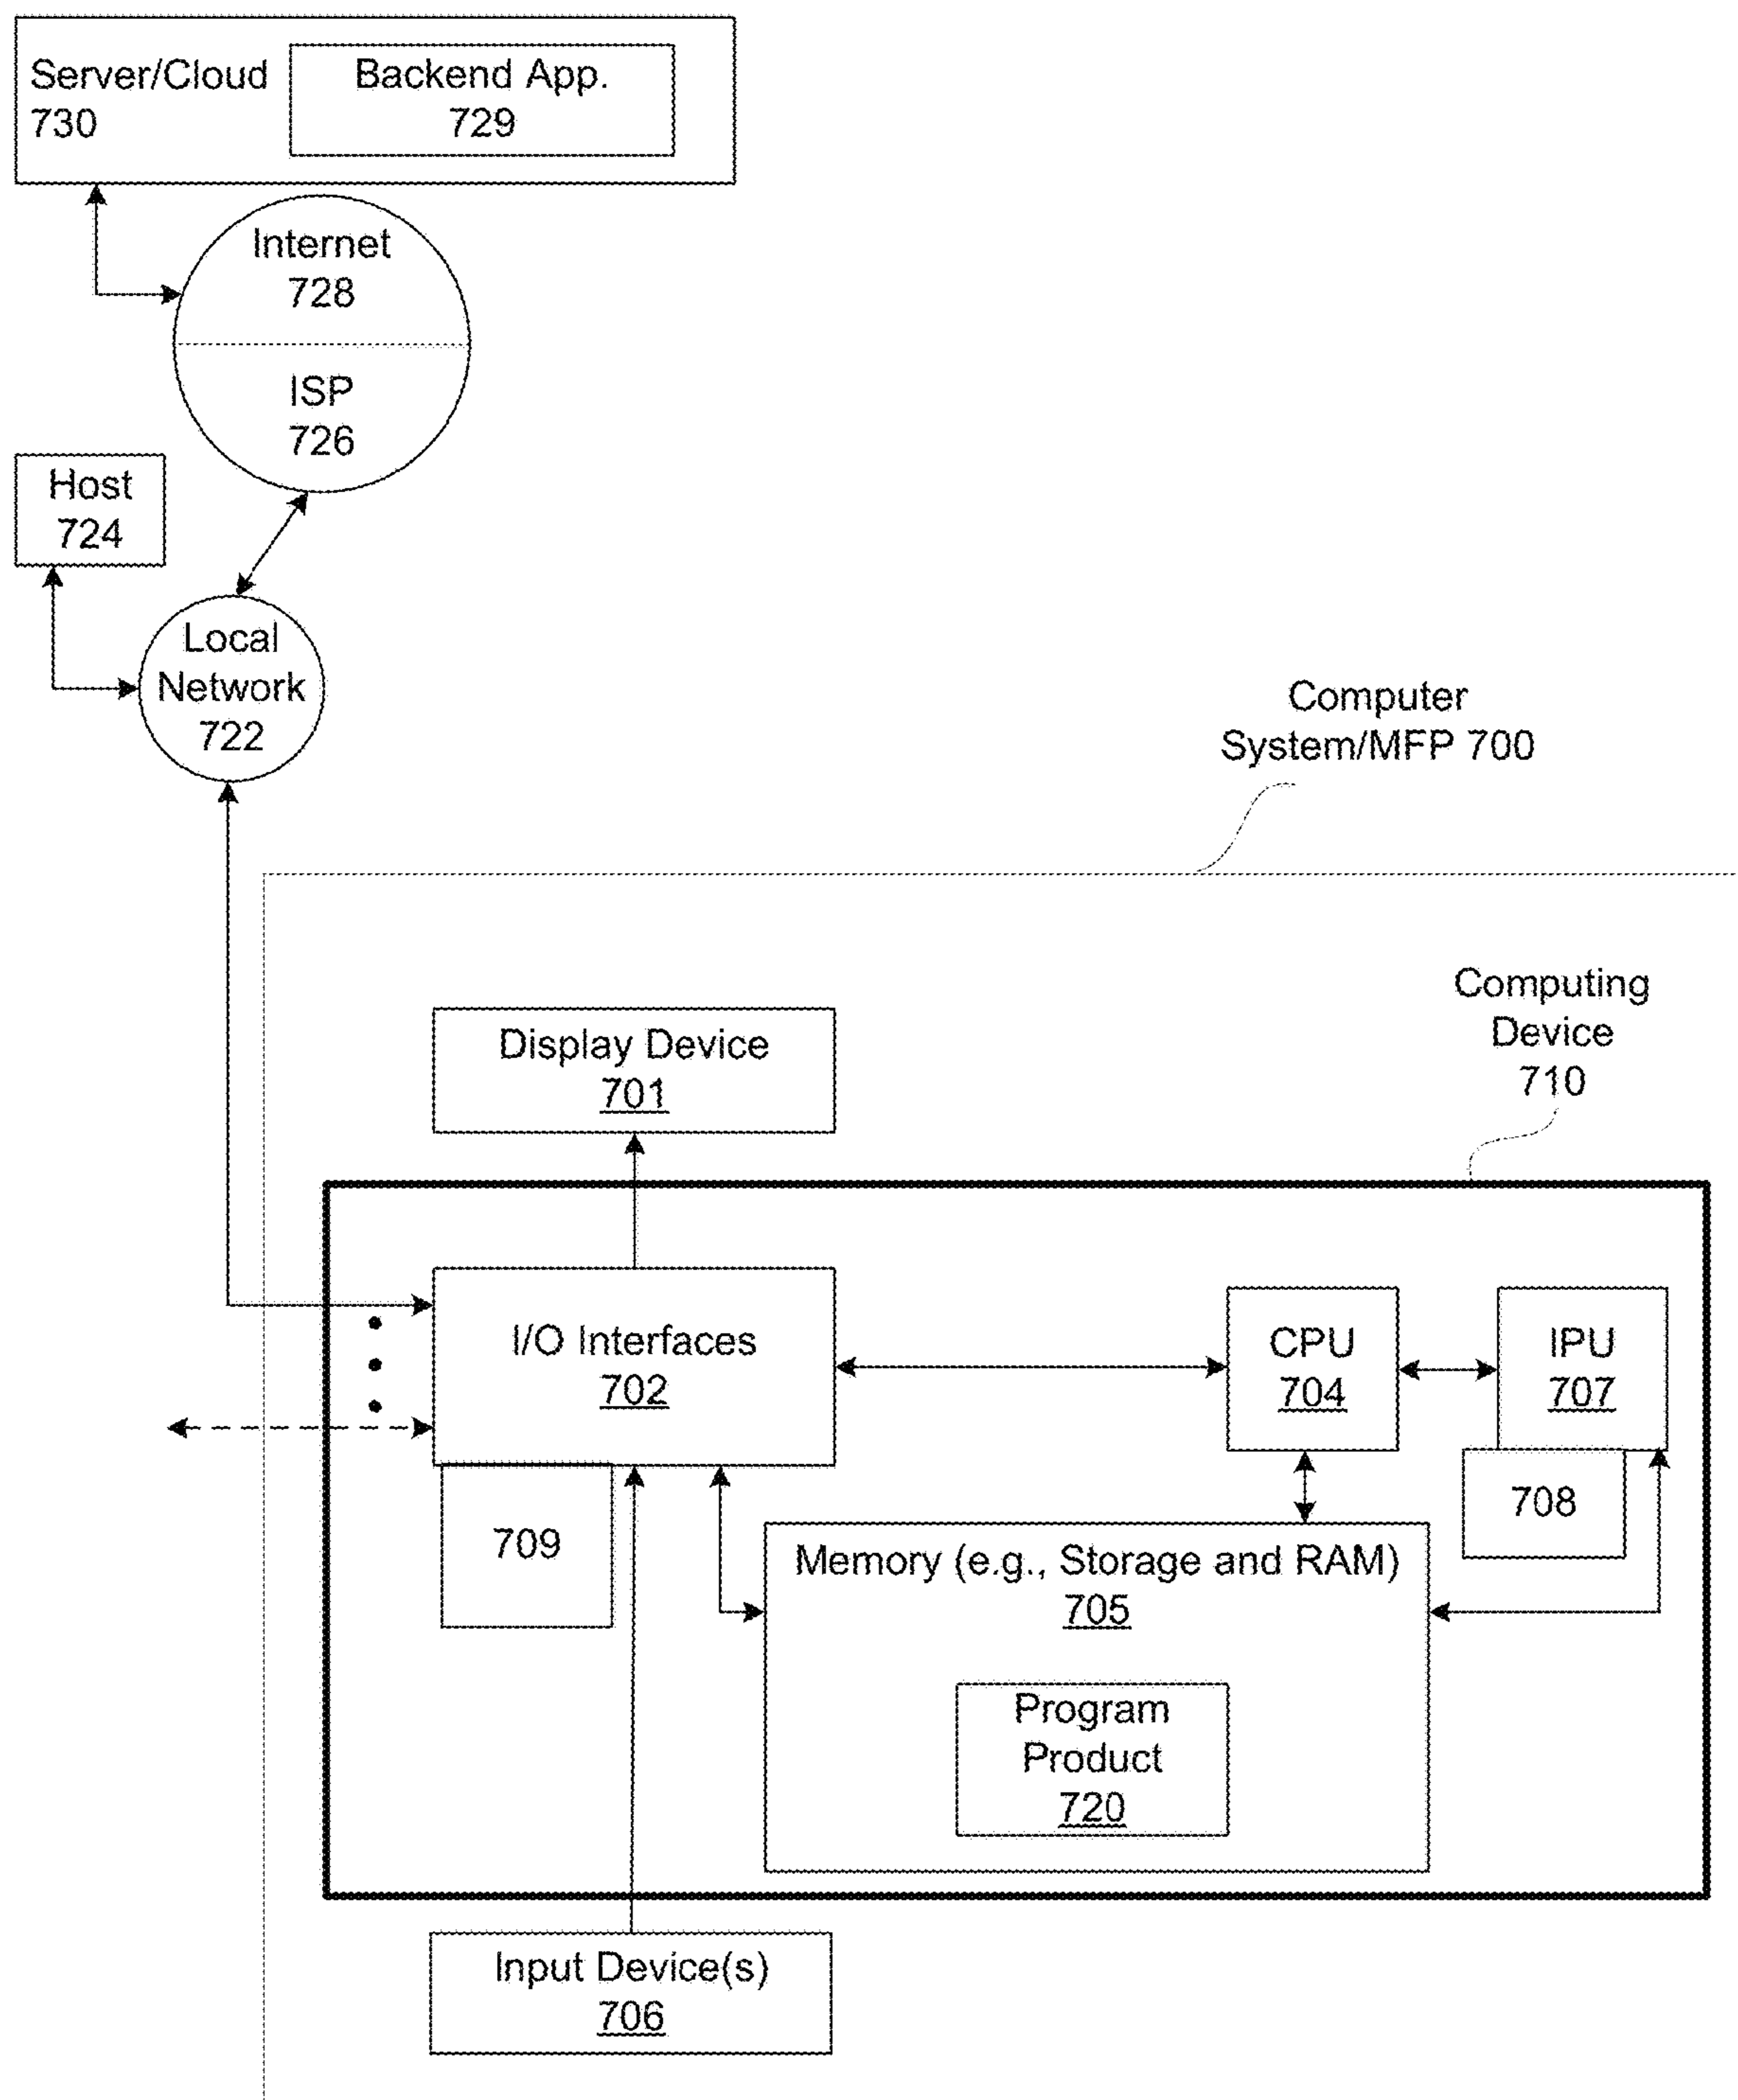 Server/Cloud
730
Backend App.
729
Internet
728
ISP
726
Host
724
Local
Network
722
Computer
System/MFP 700
Computing
Device
710
Display Device
701
I/O Interfaces
702
CPU
704
IPU
707
708
709
Memory (e.g., Storage and RAM)
705
Program
Product
720
Input Device(s)
706